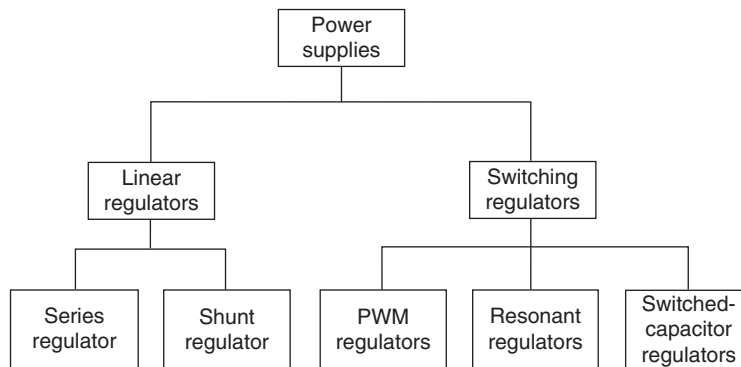 Power
supplies
Linear
regulators
Switching
regulators
Series
regulator
Shunt
regulator
PWM
regulators
Resonant
regulators
Switched-
capacitor
regulators